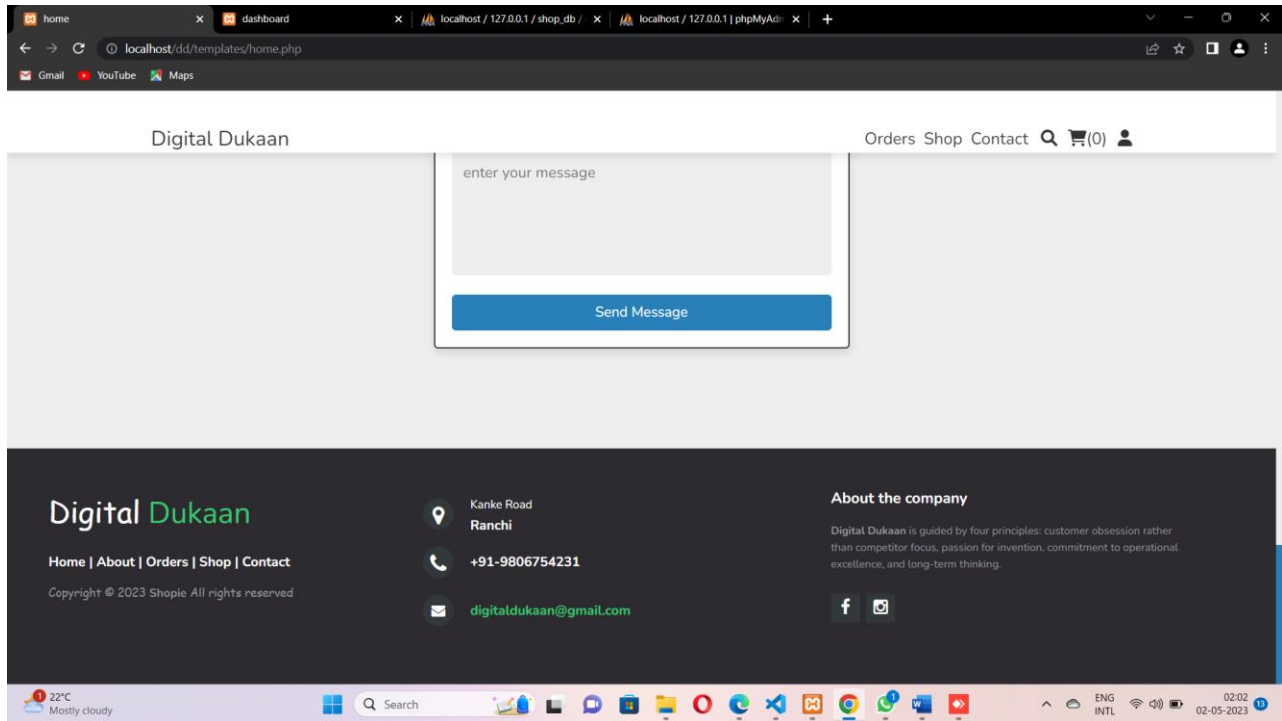 home
dashboard
localhost / 127.0.0.1 / shop_db /
localhost / 127.0.0.1 | phpMyAdn
localhost/dd/templates/home.php
Gmail YouTube Maps
Digital Dukaan
Orders Shop Contact (0)
enter your message
Send Message
Digital Dukaan
Home | About | Orders | Shop | Contact
Copyright © 2023 Shopie All rights reserved
Kanke Road
Ranchi
+91-9806754231
digitaldukaan@gmail.com
About the company
Digital Dukaan is guided by four principles: customer obsession rather
than competitor focus, passion for invention, commitment to operational
excellence, and long-term thinking.
1
22°C
Mostly cloudy
Search
1
ENG
INTL
02:02
02-05-2023
13